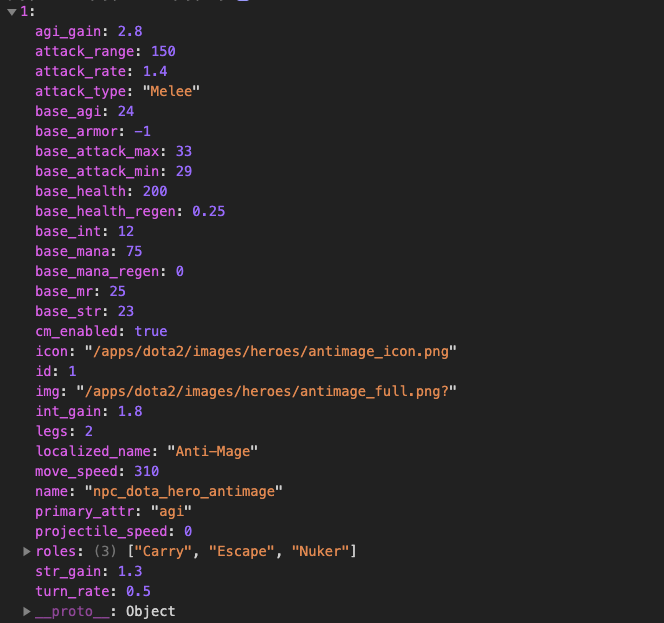 1:
agi_gain: 2.8
attack_range: 150
attack_rate: 1.4
attack_type: "Melee"
base_agi: 24
base_armor: -1
base_attack_max: 33
base_attack_min: 29
base_health: 200
base_health_regen: 0.25
base_int: 12
base_mana: 75
base_mana_regen: 0
base_mr: 25
base_str: 23
cm_enabled: true
icon: "/apps/dota2/images/heroes/antimage_icon.png"
id: 1
img: "/apps/dota2/images/heroes/antimage_full.png?"
int_gain: 1.8
legs: 2
localized_name: "Anti-Mage"
move_speed: 310
name: "npc_dota_hero_antimage"
primary_attr: "agi"
projectile_speed: 0
roles: (3) ["Carry", "Escape", "Nuker"]
str_gain: 1.3
turn_rate: 0.5
__proto__: Object